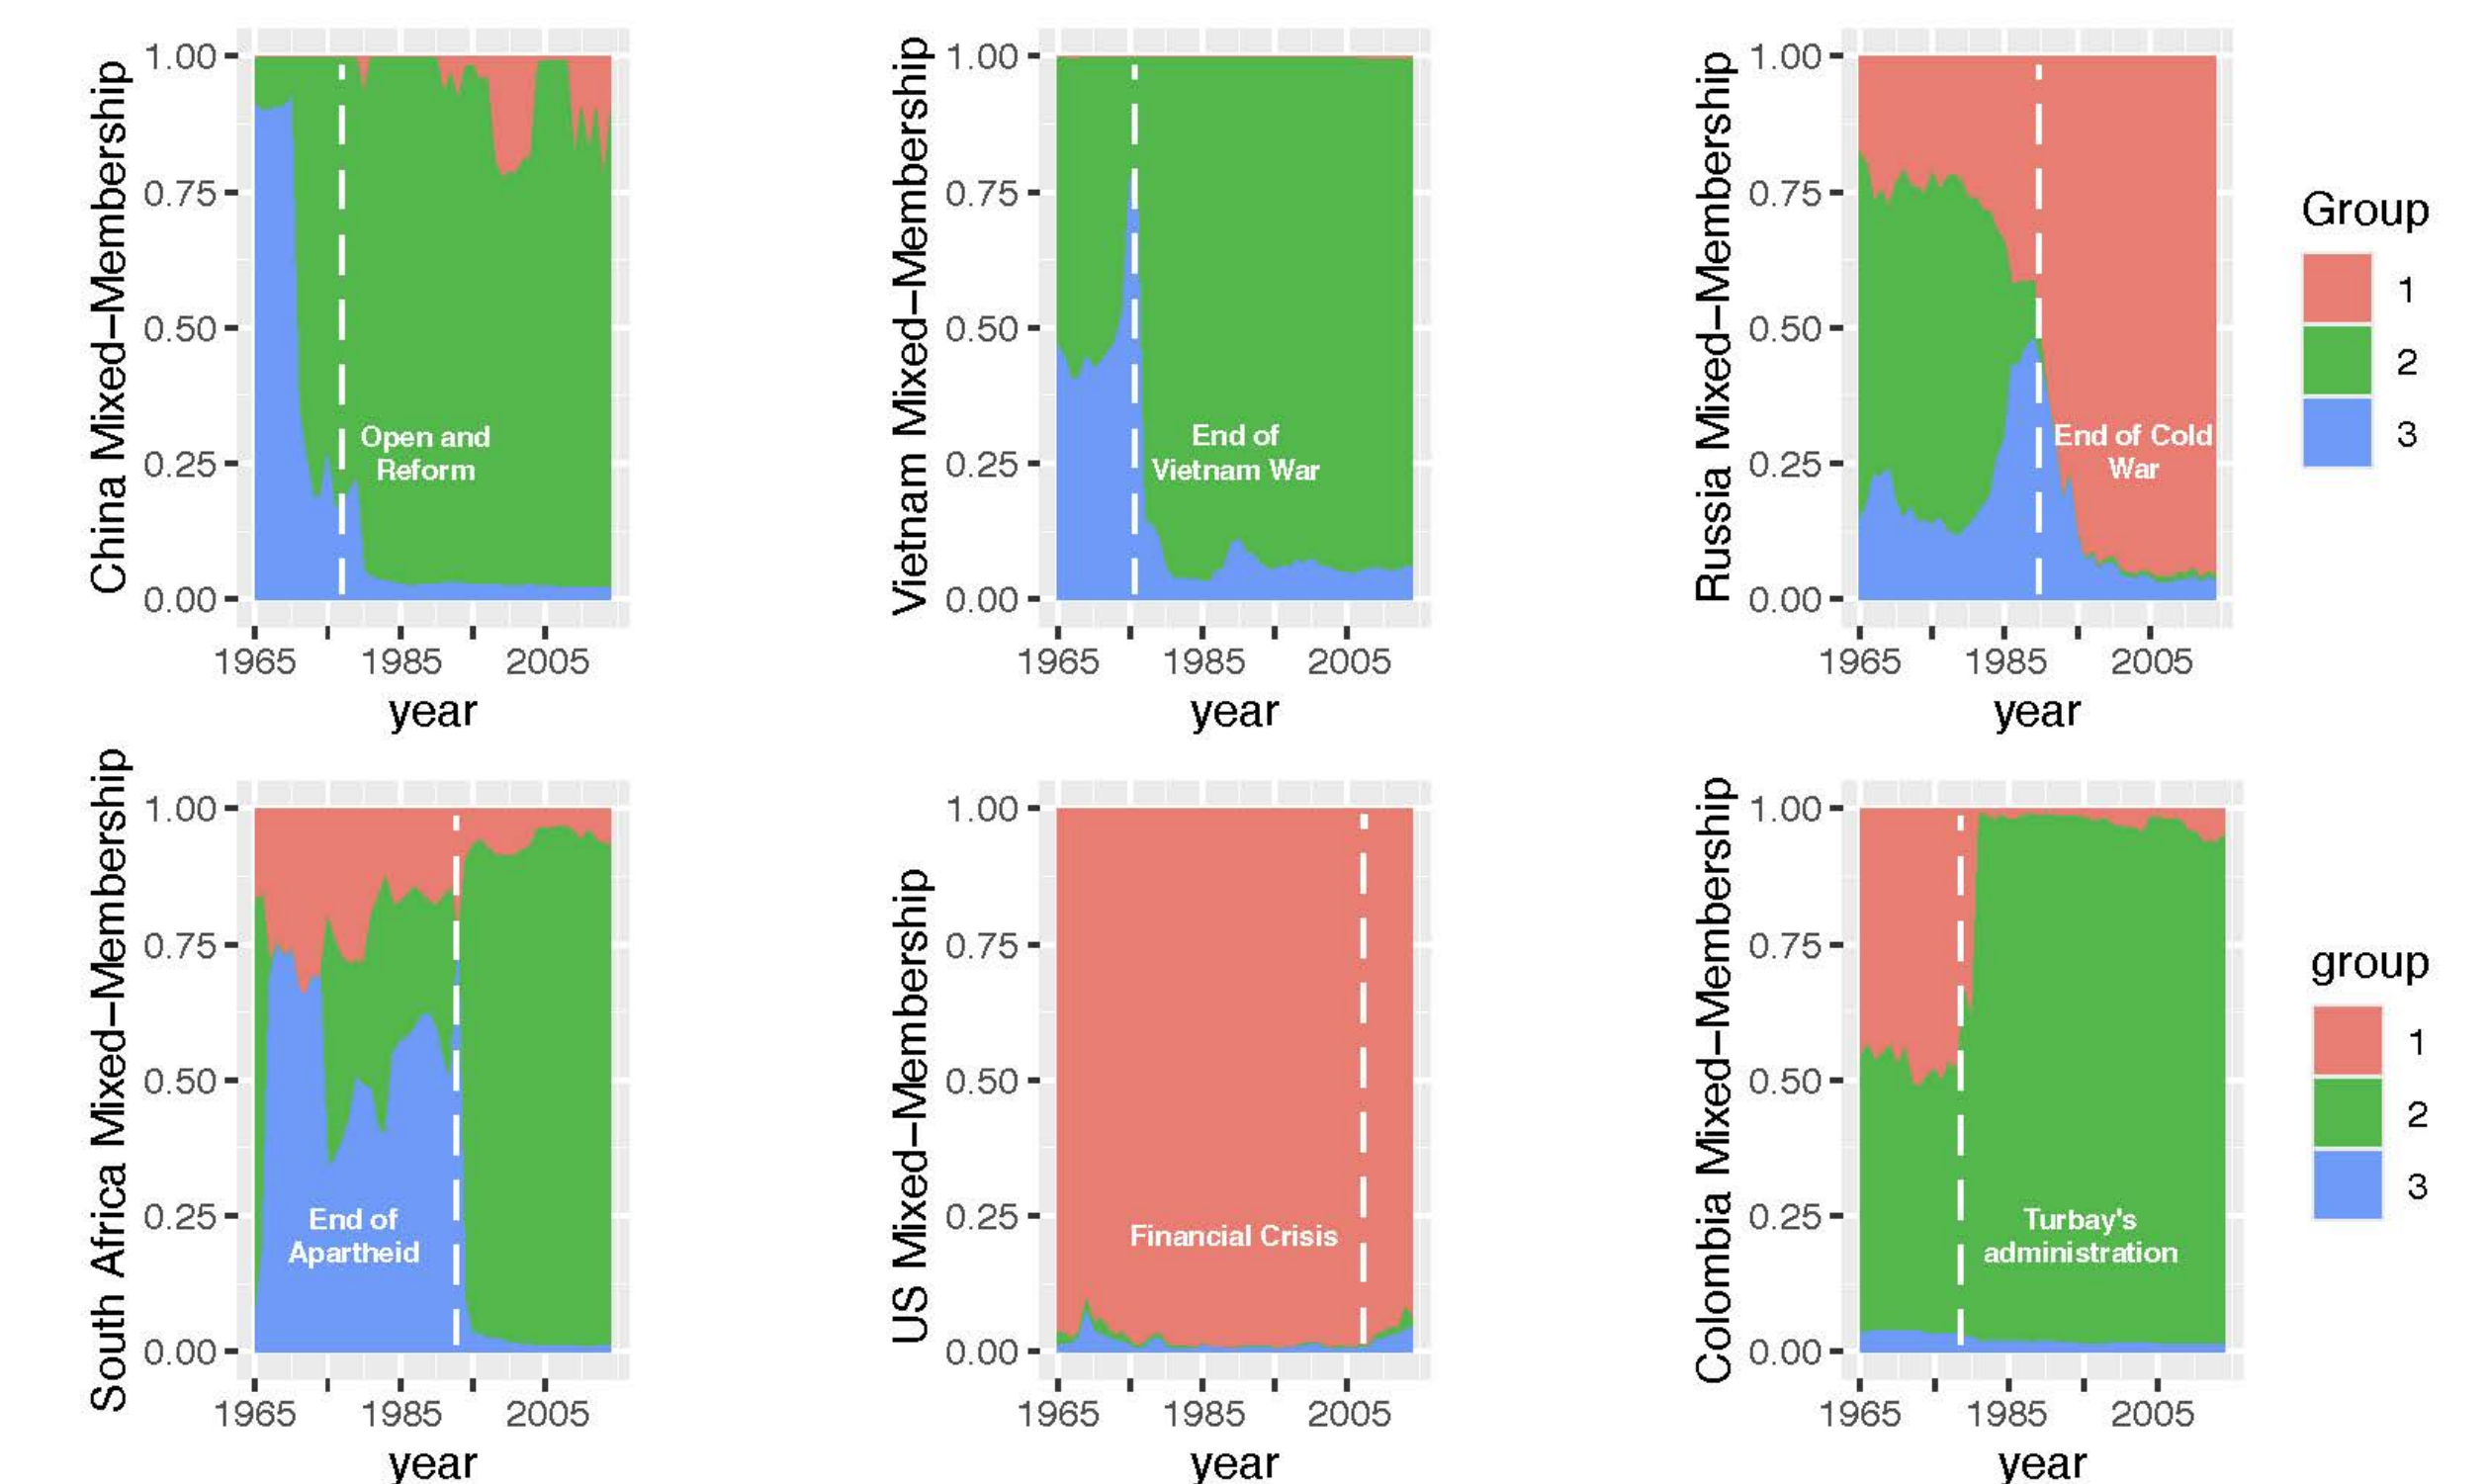 China Mixed–Membership
1.00
0.75
0.50
0.25
0.00
Open and
Reform
1965
1985
2005
year
Vietnam Mixed–Membership
1.00
0.75
0.50
0.25
0.00
End of
Vietnam War
1965
1985
2005
year
Russia Mixed–Membership
1.00
0.75
0.50
0.25
0.00
End of Cold
War
1965
1985
2005
year
Group
1
2
3
South Africa Mixed–Membership
1.00
0.75
0.50
0.25
0.00
End of
Apartheid
1965
1985
2005
year
US Mixed–Membership
1.00
0.75
0.50
0.25
0.00
Financial Crisis
1965
1985
2005
year
Colombia Mixed–Membership
1.00
0.75
0.50
0.25
0.00
Turbay's
administration
1965
1985
2005
year
group
1
2
3